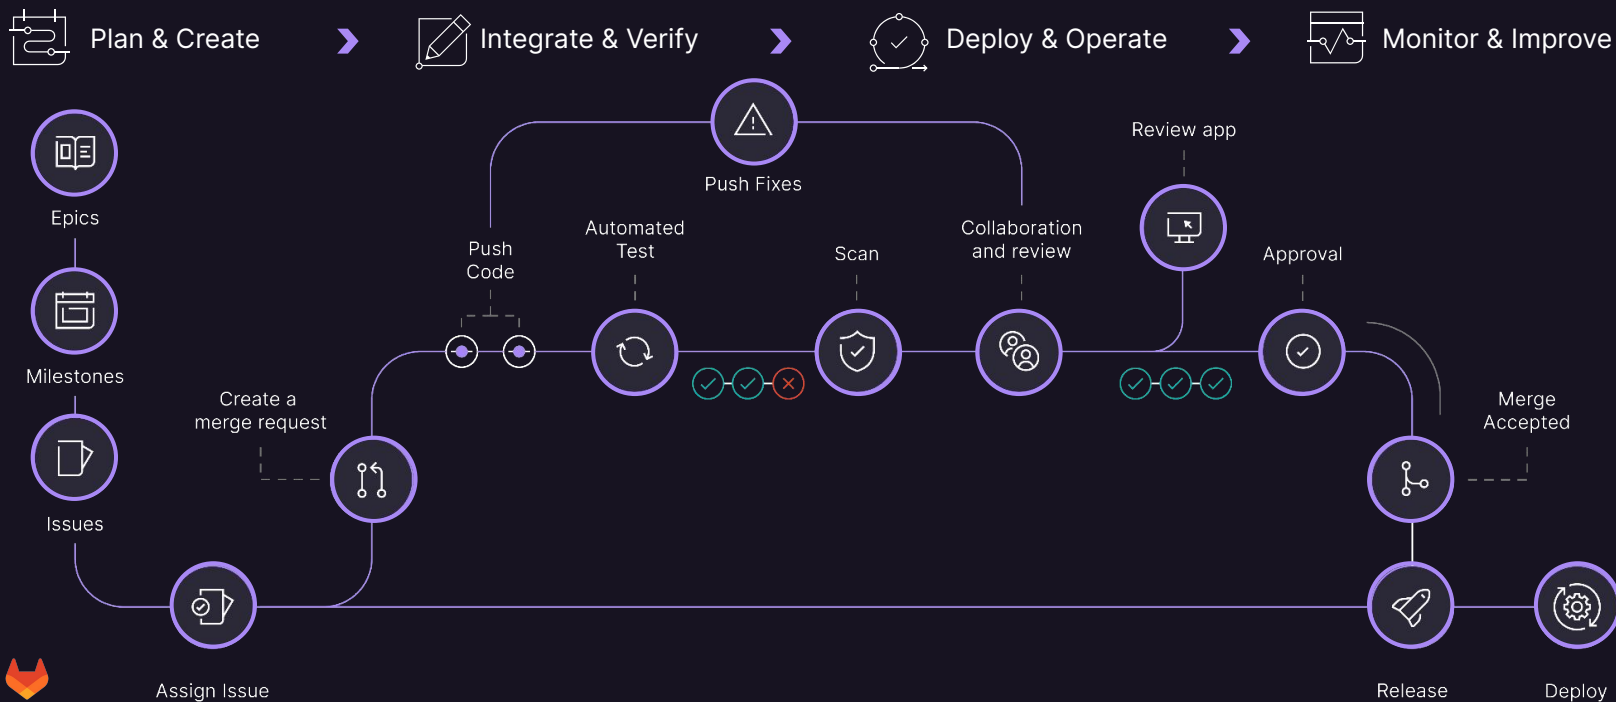 Plan & Create
Integrate & Verify
Deploy & Operate
Monitor & Improve
Epics
Milestones
Issues
Assign Issue
Create a
merge request
Push
Code
Push Fixes
Automated
Test
Scan
Collaboration
and review
Review app
Approval
Merge
Accepted
Release
Deploy